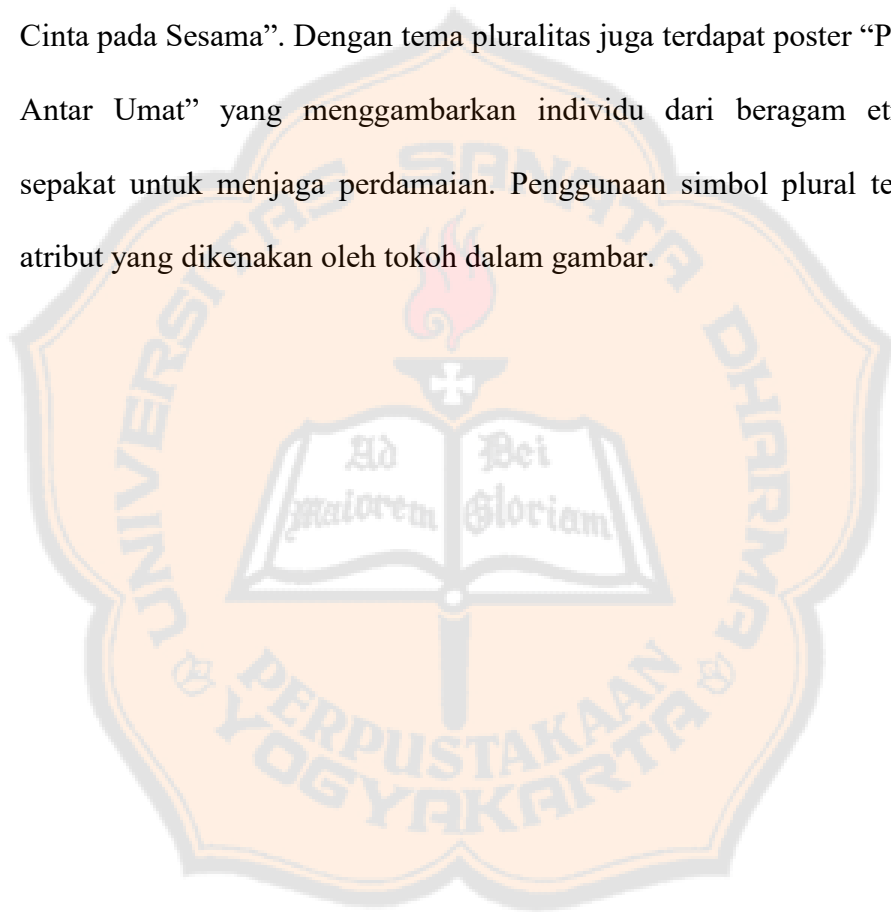 Cinta pada Sesama”. Dengan tema pluralitas juga terdapat poster “P
Antar Umat” yang menggambarkan individu dari beragam et
sepakat untuk menjaga perdamaian. Penggunaan simbol plural te
atribut yang dikenakan oleh tokoh dalam gambar.
UNIVERSITAS SANATA DHARMA
Ad Dei
Maiorem Gloriam
PERPUSTAKAAN
YOGYAKARTA